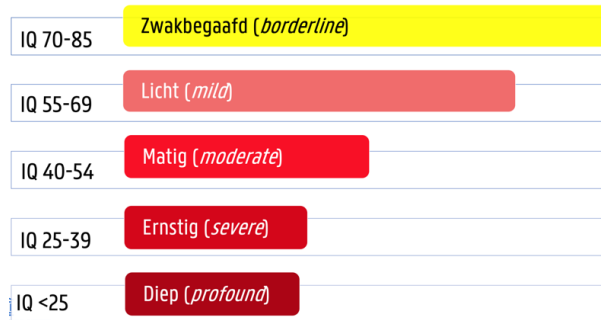 IQ 70-85 Zwakbegaafd (borderline)
IQ 55-69 Licht (mild)
IQ 40-54 Matig (moderate)
IQ 25-39 Ernstig (severe)
IQ <25 Diep (profound)